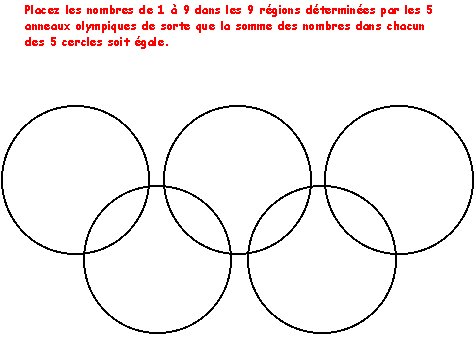 Placez les nombres de 1 à 9 dans les 9 régions déterminées par les 5
anneaux olympiques de sorte que la somme des nombres dans chacun
des 5 cercles soit égale.